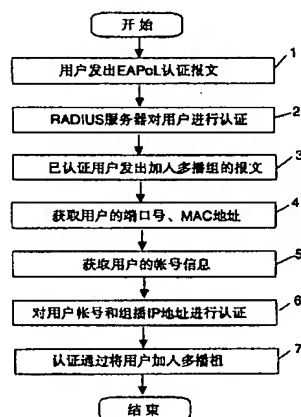 开始
1
用户发出EAPoL认证报文
2
RADIUS服务器对用户进行认证
3
已认证用户发出加入多播组的报文
4
获取用户的端口号、MAC地址
5
获取用户的帐号信息
6
对用户帐号和组播IP地址进行认证
7
认证通过将用户加入多播组
结束